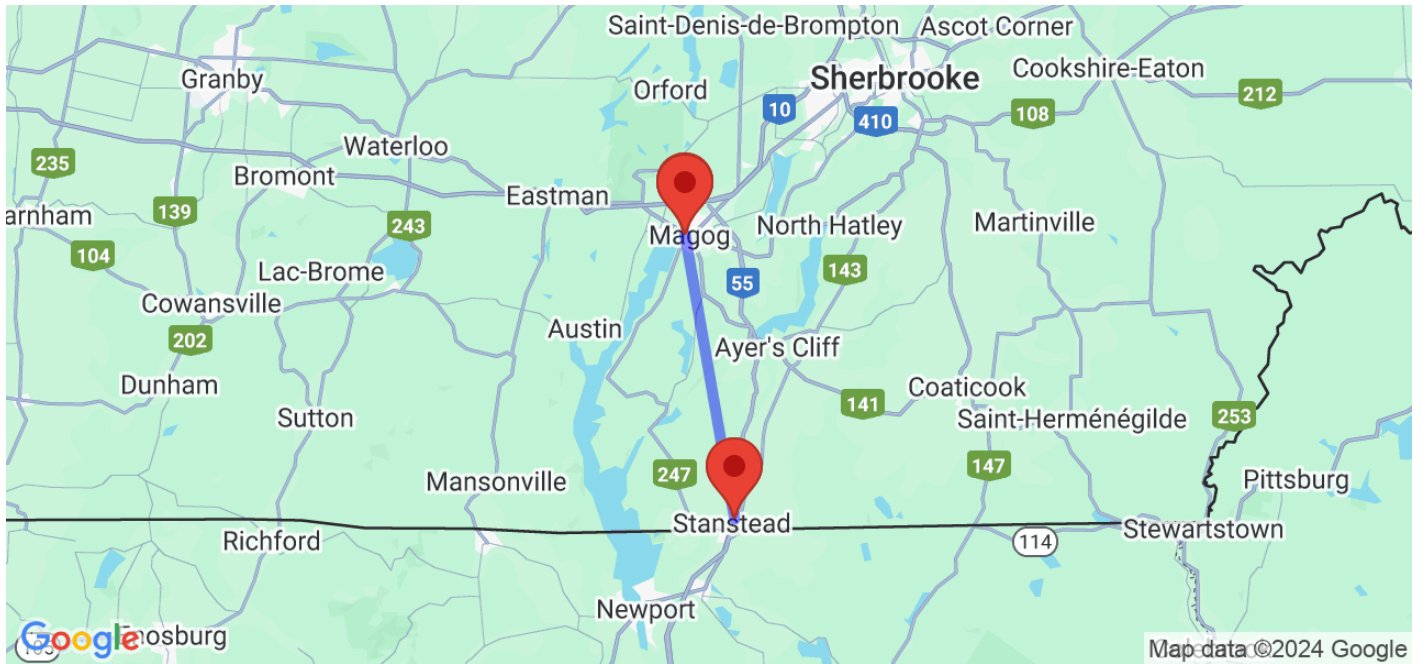 Saint-Denis-de-Brompton
Ascot Corner
Granby
Orford
Sherbrooke
Cookshire-Eaton
10
410
108
212
235
Waterloo
Bromont
Eastman
139
243
Magog
North Hatley
Martinville
104
Lac-Brome
143
55
Cowansville
202
Austin
Ayer's Cliff
Dunham
Coaticook
141
Sutton
Saint-Herménégilde
253
Mansonville
247
147
Pittsburg
Stanstead
Stewartstown
Richford
114
Newport
Google
Map data ©2024 Google